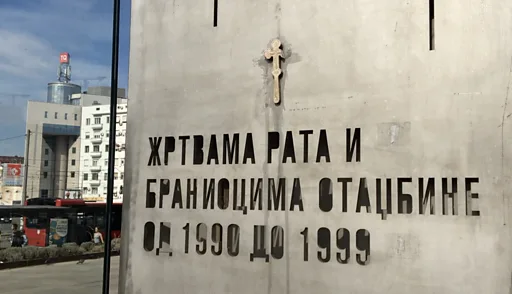 ЖРТВАМА РАТА И
БРАНИОЦИМА ОТАЏБИНЕ
ОД 1990 ДО 1999